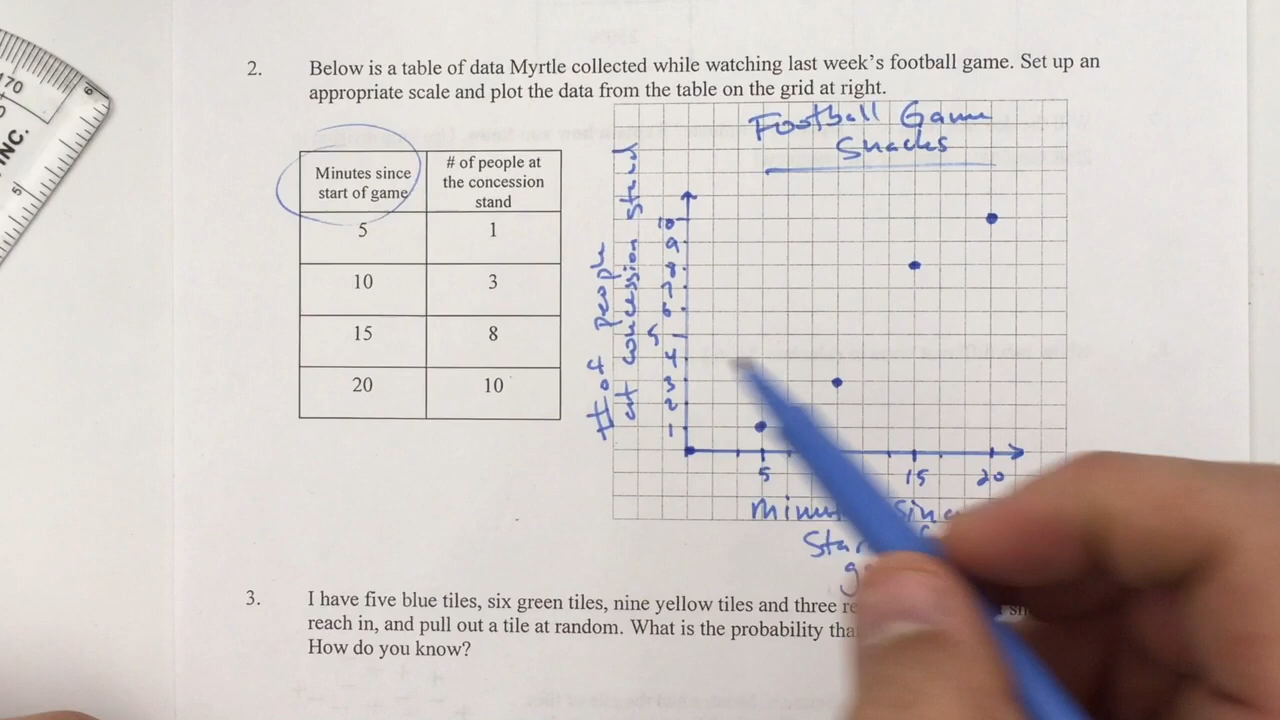 170
INC.
5
6
2. Below is a table of data Myrtle collected while watching last week's football game. Set up an
appropriate scale and plot the data from the table on the grid at right.
Football Game
Snacks
Minutes since
start of game
# of people at
the concession
stand
5 1
10 3
15 8
20 10
# of people
at concession stand
10
9
8
7
6
5
4
3
2
1
5 15 20
3. I have five blue tiles, six green tiles, nine yellow tiles and three
reach in, and pull out a tile at random. What is the probability
How do you know?